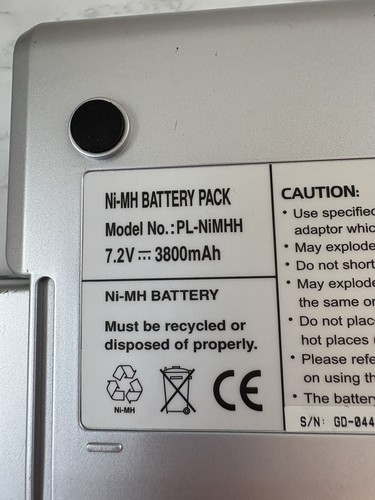 Ni-MH BATTERY PACK
Model No.:PL-NiMHH
7.2V 3800mAh
Ni-MH BATTERY
Must be recycled or
disposed of properly.
Ni-MH
CE
CAUTION:
• Use specified
adaptor which
• May explode
• Do not short
• May explode
the same or
• Do not place
hot places (
• Please refe
on using th
• The battery
S/N: GD-044